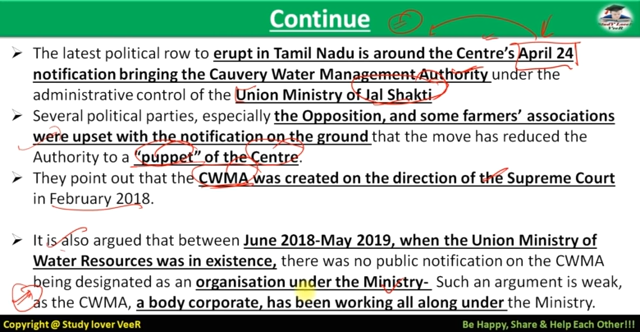 Continue
Study Lover VeeR
The latest political row to erupt in Tamil Nadu is around the Centre's April 24
notification bringing the Cauvery Water Management Authority under the
administrative control of the Union Ministry of Jal Shakti.
Several political parties, especially the Opposition, and some farmers' associations
were upset with the notification on the ground that the move has reduced the
Authority to a "puppet" of the Centre.
They point out that the CWMA was created on the direction of the Supreme Court
in February 2018.
It is also argued that between June 2018-May 2019, when the Union Ministry of
Water Resources was in existence, there was no public notification on the CWMA
being designated as an organisation under the Ministry- Such an argument is weak,
as the CWMA, a body corporate, has been working all along under the Ministry.
Copyright @ Study lover VeeR
Be Happy, Share & Help Each Other!!!